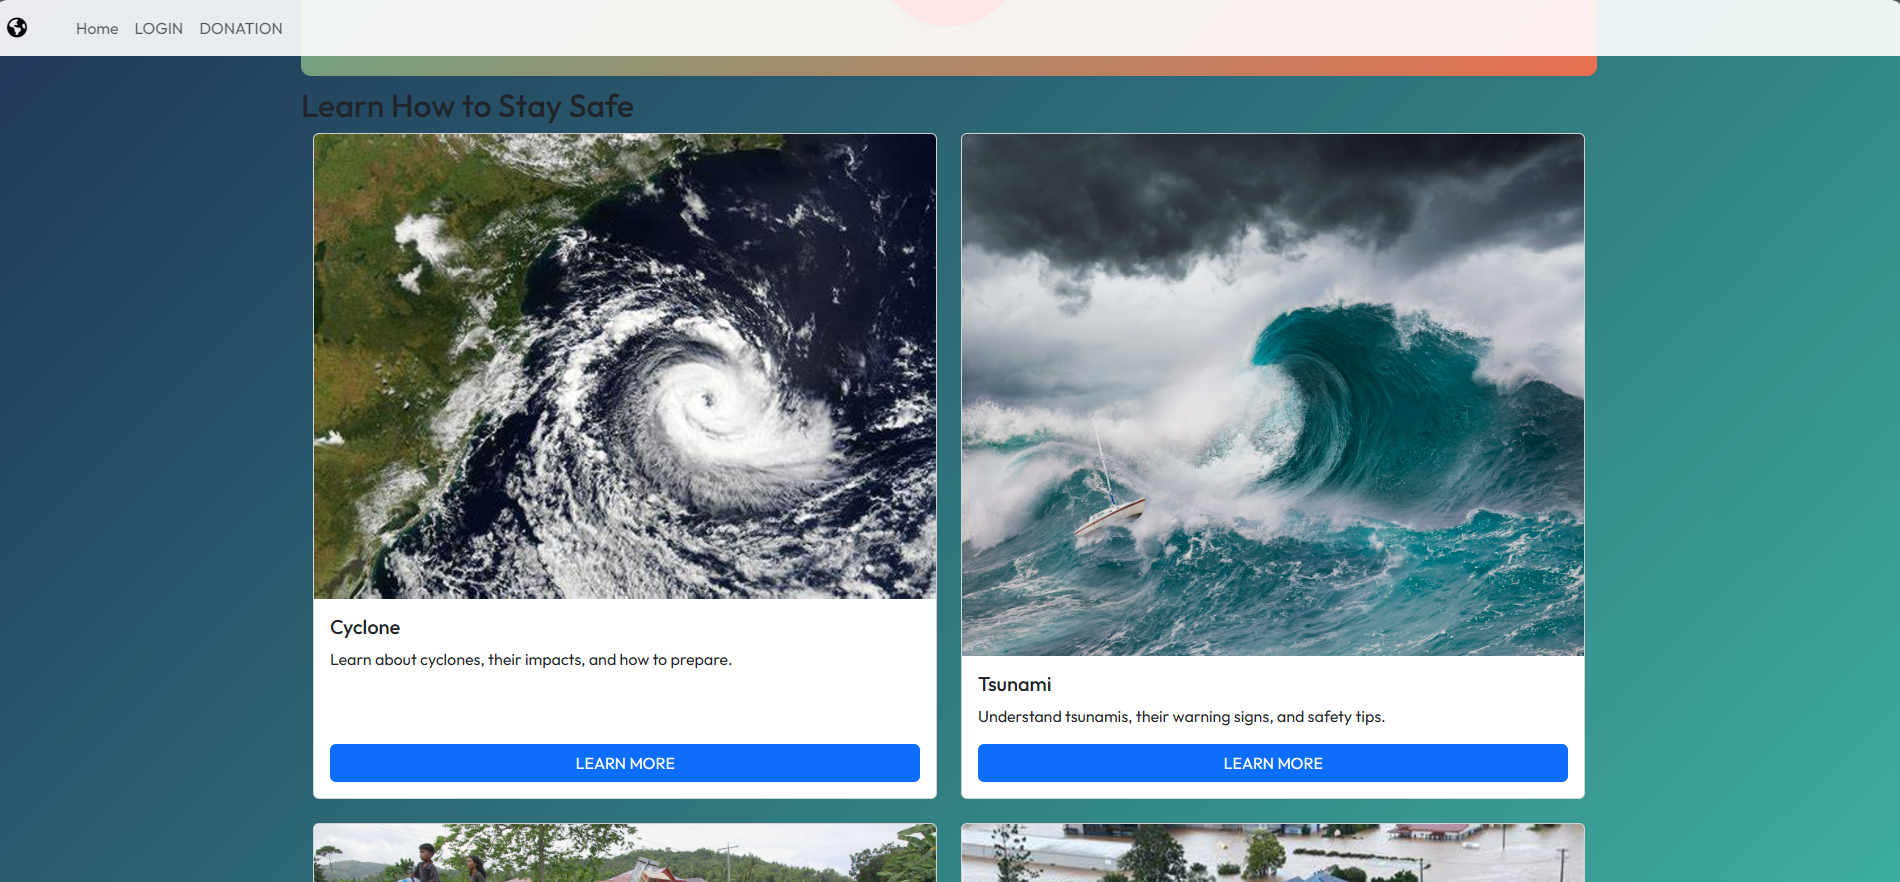 Home LOGIN DONATION
Learn How to Stay Safe
Cyclone
Learn about cyclones, their impacts, and how to prepare.
LEARN MORE
Tsunami
Understand tsunamis, their warning signs, and safety tips.
LEARN MORE